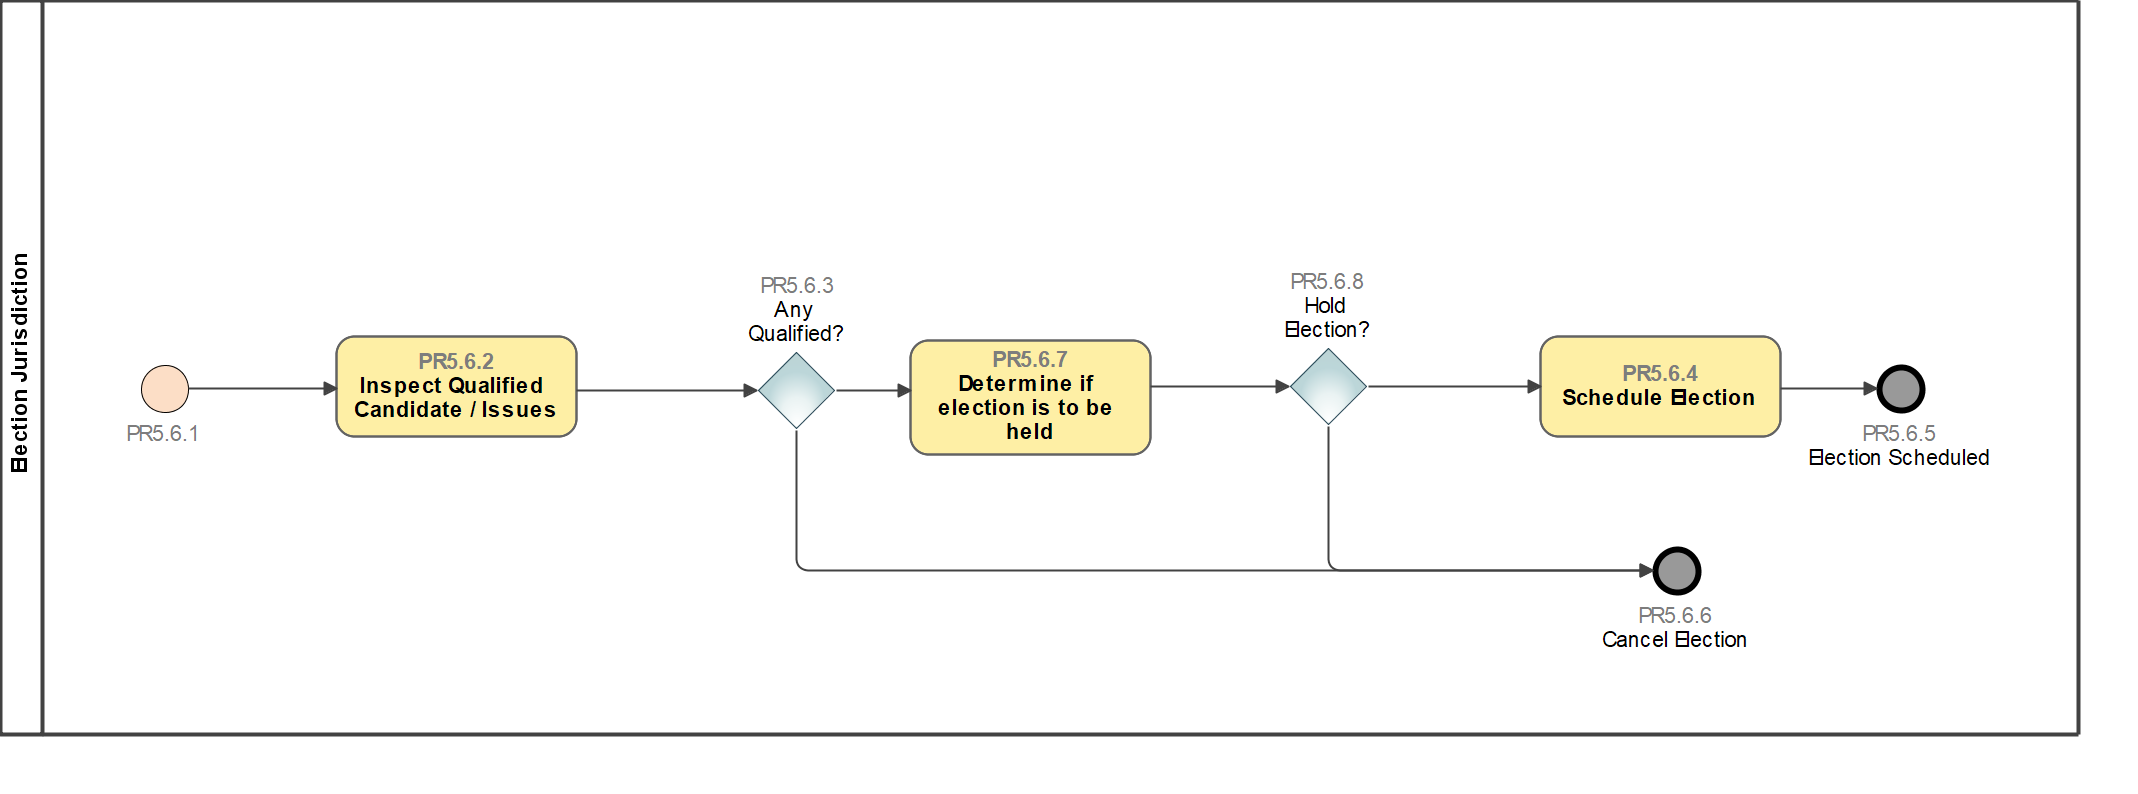 Election Jurisdiction
PR5.6.1
PR5.6.2
Inspect Qualified
Candidate / Issues
PR5.6.3
Any
Qualified?
PR5.6.7
Determine if
election is to be
held
PR5.6.8
Hold
Election?
PR5.6.4
Schedule Election
PR5.6.5
Election Scheduled
PR5.6.6
Cancel Election